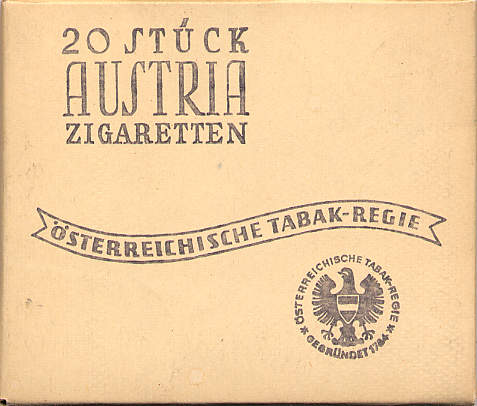 20 STÜCK
AUSTRIA
ZIGARETTEN
ÖSTERREICHISCHE TABAK-REGIE
ÖSTERREICHISCHE TABAK-REGIE
* GEGRÜNDET 1784 *